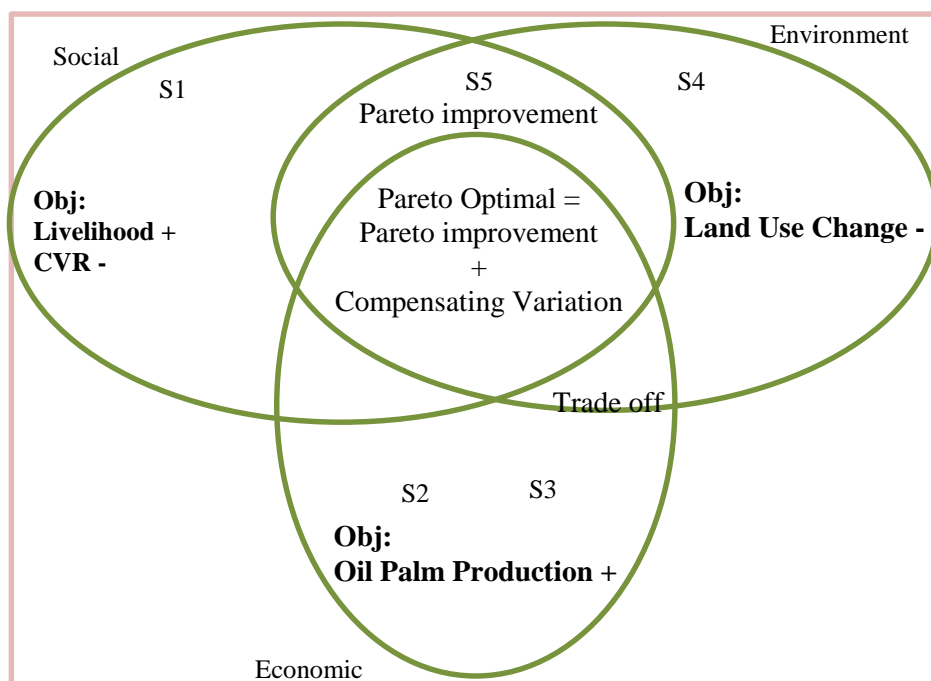 Social
Environment
S1
S5
S4
Pareto improvement
Obj:
Livelihood +
CVR -
Pareto Optimal =
Pareto improvement
+
Compensating Variation
Obj:
Land Use Change -
Trade off
S2
S3
Obj:
Oil Palm Production +
Economic